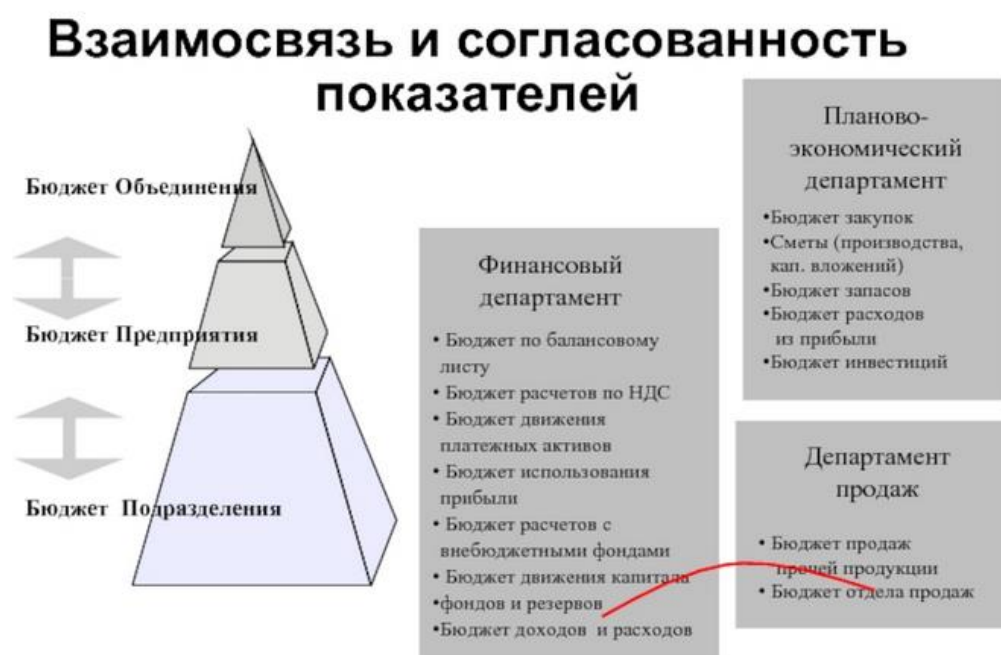 Взаимосвязь и согласованность
показателей
Бюджет Объединения
Бюджет Предприятия
Бюджет Подразделения
Финансовый
департамент
• Бюджет по балансовому
листу
• Бюджет расчетов по НДС
• Бюджет движения
платежных активов
• Бюджет использования
прибыли
• Бюджет расчетов с
внебюджетными фондами
• Бюджет движения капитала
•фондов и резервов
•Бюджет доходов и расходов
Планово-
экономический
департамент
•Бюджет закупок
•Сметы (производства,
кап. вложений)
•Бюджет запасов
•Бюджет расходов
из прибыли
•Бюджет инвестиций
Департамент
продаж
• Бюджет продаж
прочей продукции
• Бюджет отдела продаж